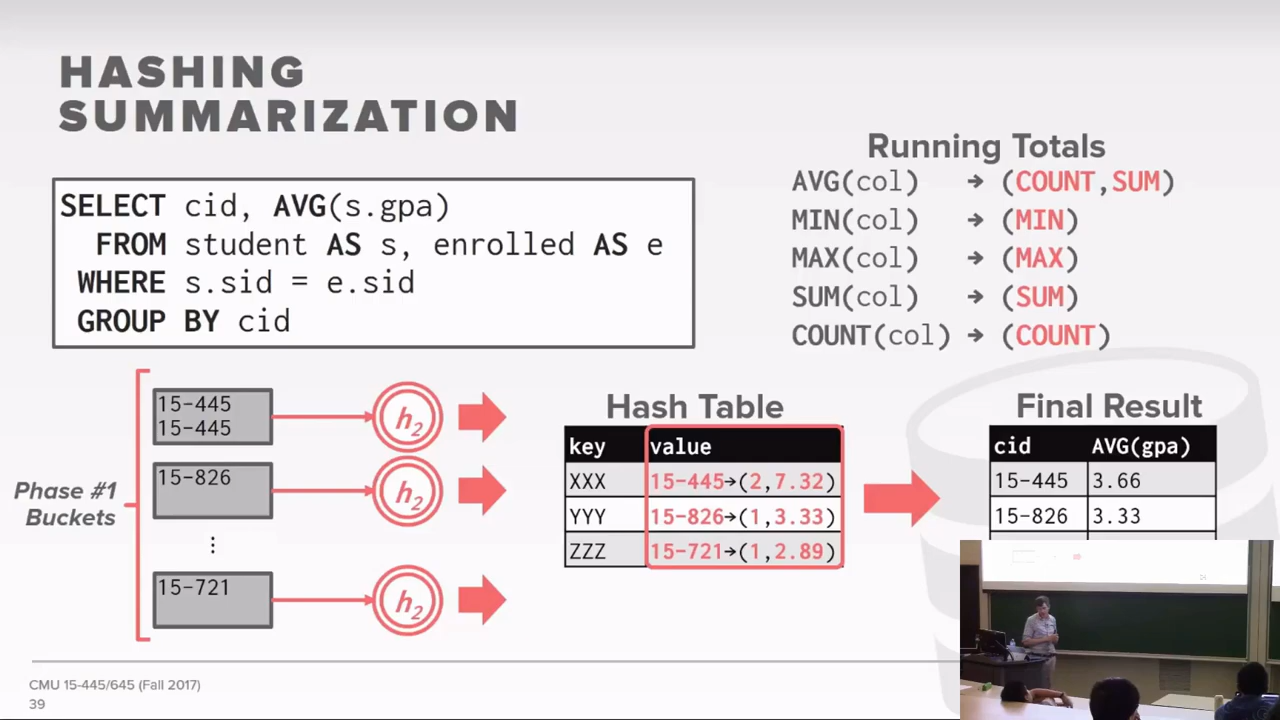 HASHING
SUMMARIZATION
SELECT cid, AVG(s.gpa)
FROM student AS s, enrolled AS e
WHERE s.sid = e.sid
GROUP BY cid
Running Totals
AVG(col) → (COUNT,SUM)
MIN(col) → (MIN)
MAX(col) → (MAX)
SUM(col) → (SUM)
COUNT(col) → (COUNT)
Phase #1
Buckets
15-445
15-445
h2
15-826
h2
⋮
15-721
h2
Hash Table
key value
XXX 15-445→(2,7.32)
YYY 15-826→(1,3.33)
ZZZ 15-721→(1,2.89)
Final Result
cid AVG(gpa)
15-445 3.66
15-826 3.33
CMU 15-445/645 (Fall 2017)
39